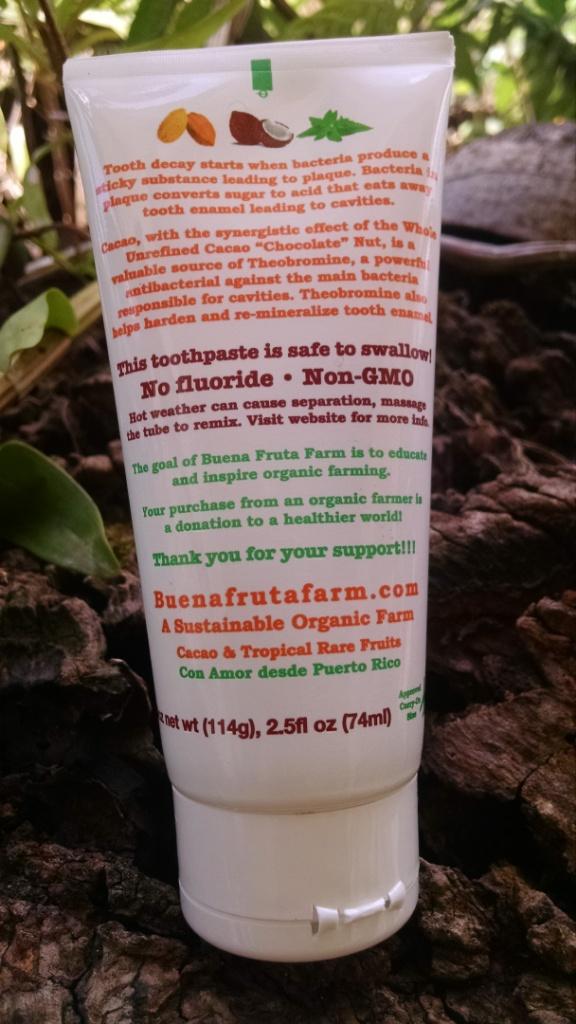 Tooth decay starts when bacteria produce a
sticky substance leading to plaque. Bacteria in
plaque converts sugar to acid that eats away
tooth enamel leading to cavities.
Cacao, with the synergistic effect of the Whole
Unrefined Cacao “Chocolate” Nut, is a
valuable source of Theobromine, a powerful
antibacterial against the main bacteria
responsible for cavities. Theobromine also
helps harden and re-mineralize tooth enamel.
This toothpaste is safe to swallow!
No fluoride • Non-GMO
Hot weather can cause separation, massage
the tube to remix. Visit website for more info.
The goal of Buena Fruta Farm is to educate
and inspire organic farming.
Your purchase from an organic farmer is
a donation to a healthier world!
Thank you for your support!!!
Buenafrutafarm.com
A Sustainable Organic Farm
Cacao & Tropical Rare Fruits
Con Amor desde Puerto Rico
Approved
Carry-On
Size
net wt (114g), 2.5fl oz (74ml)